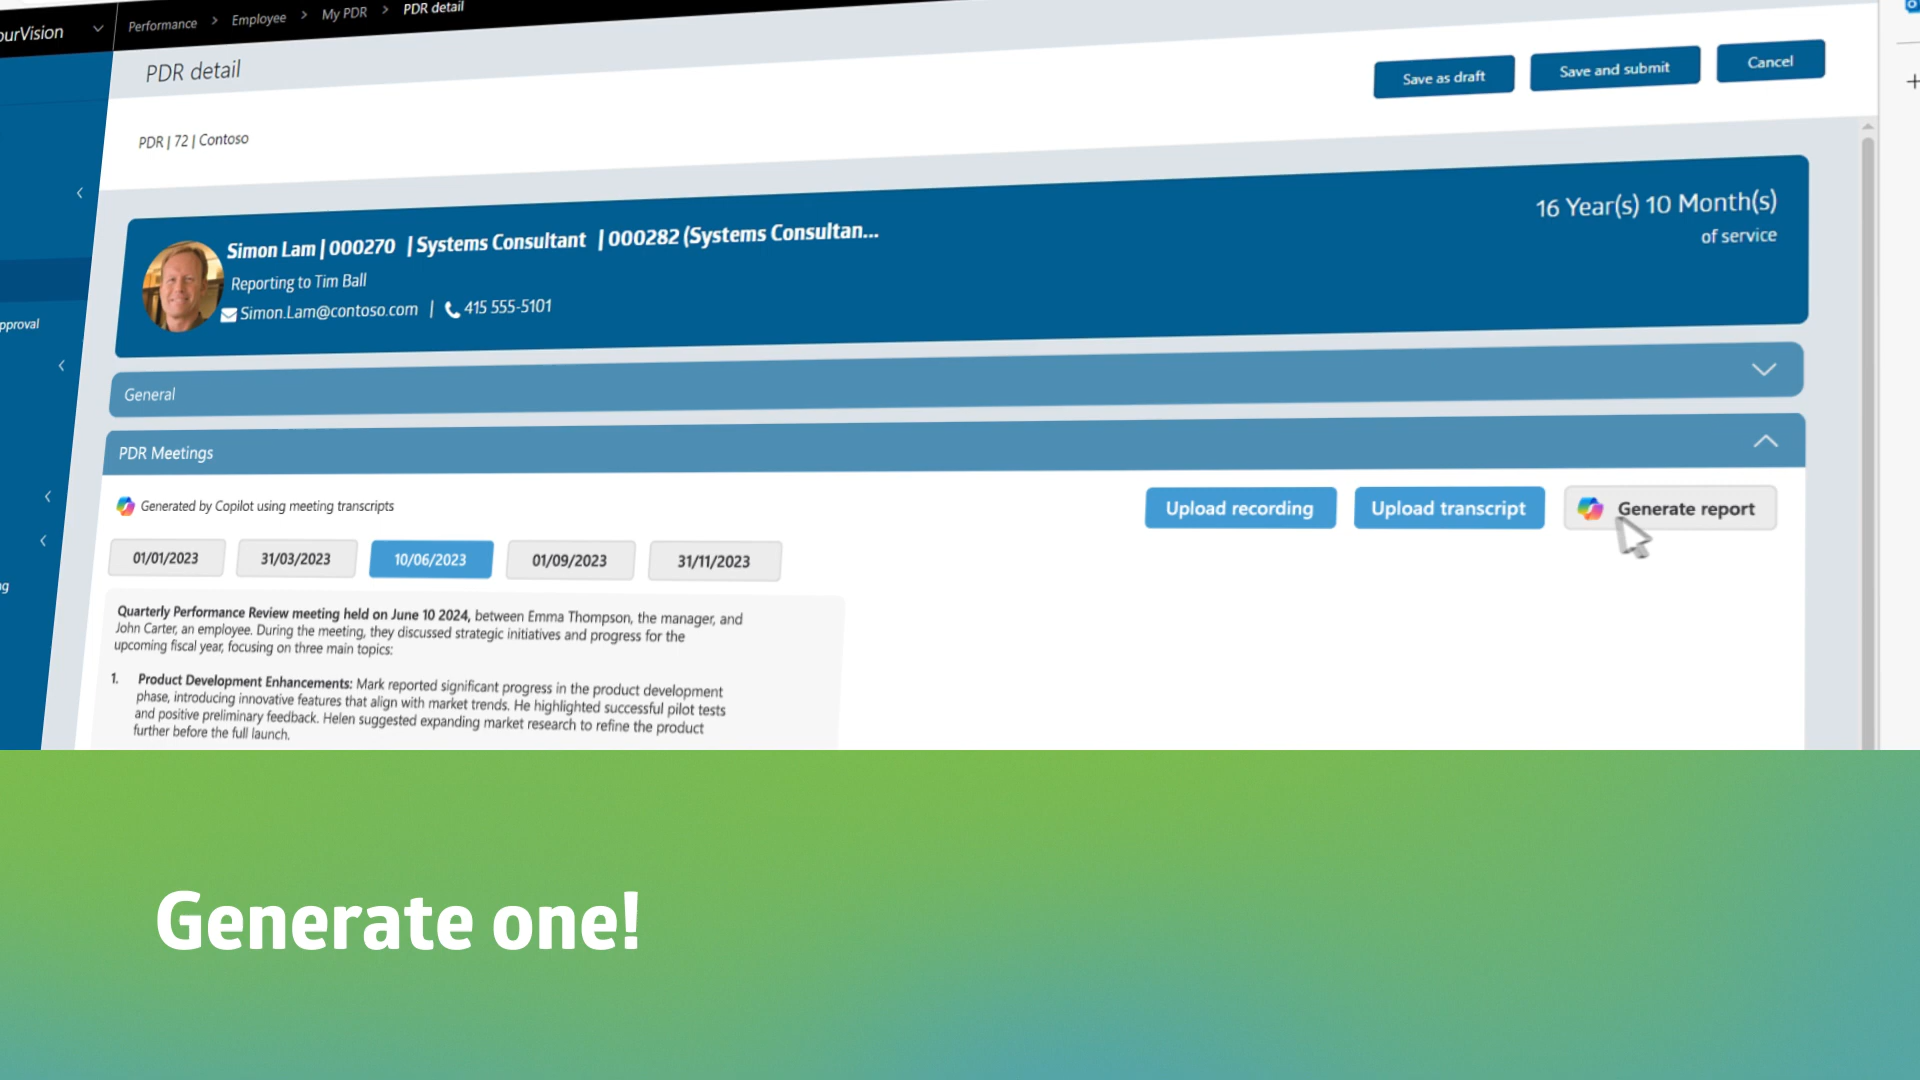 Performance > Employee > My PDR > PDR detail
PDR detail
Save as draft
Save and submit
Cancel
PDR | 72 | Contoso
Simon Lam | 000270 | Systems Consultant | 000282 (Systems Consultan...
Reporting to Tim Ball
Simon.Lam@contoso.com | 415 555-5101
16 Year(s) 10 Month(s)
of service
General
PDR Meetings
Generated by Copilot using meeting transcripts
Upload recording
Upload transcript
Generate report
01/01/2023
31/03/2023
10/06/2023
01/09/2023
31/11/2023
Quarterly Performance Review meeting held on June 10 2024, between Emma Thompson, the manager, and
John Carter, an employee. During the meeting, they discussed strategic initiatives and progress for the
upcoming fiscal year, focusing on three main topics:
1. Product Development Enhancements: Mark reported significant progress in the product development
phase, introducing innovative features that align with market trends. He highlighted successful pilot tests
and positive preliminary feedback. Helen suggested expanding market research to refine the product
further before the full launch.
Generate one!